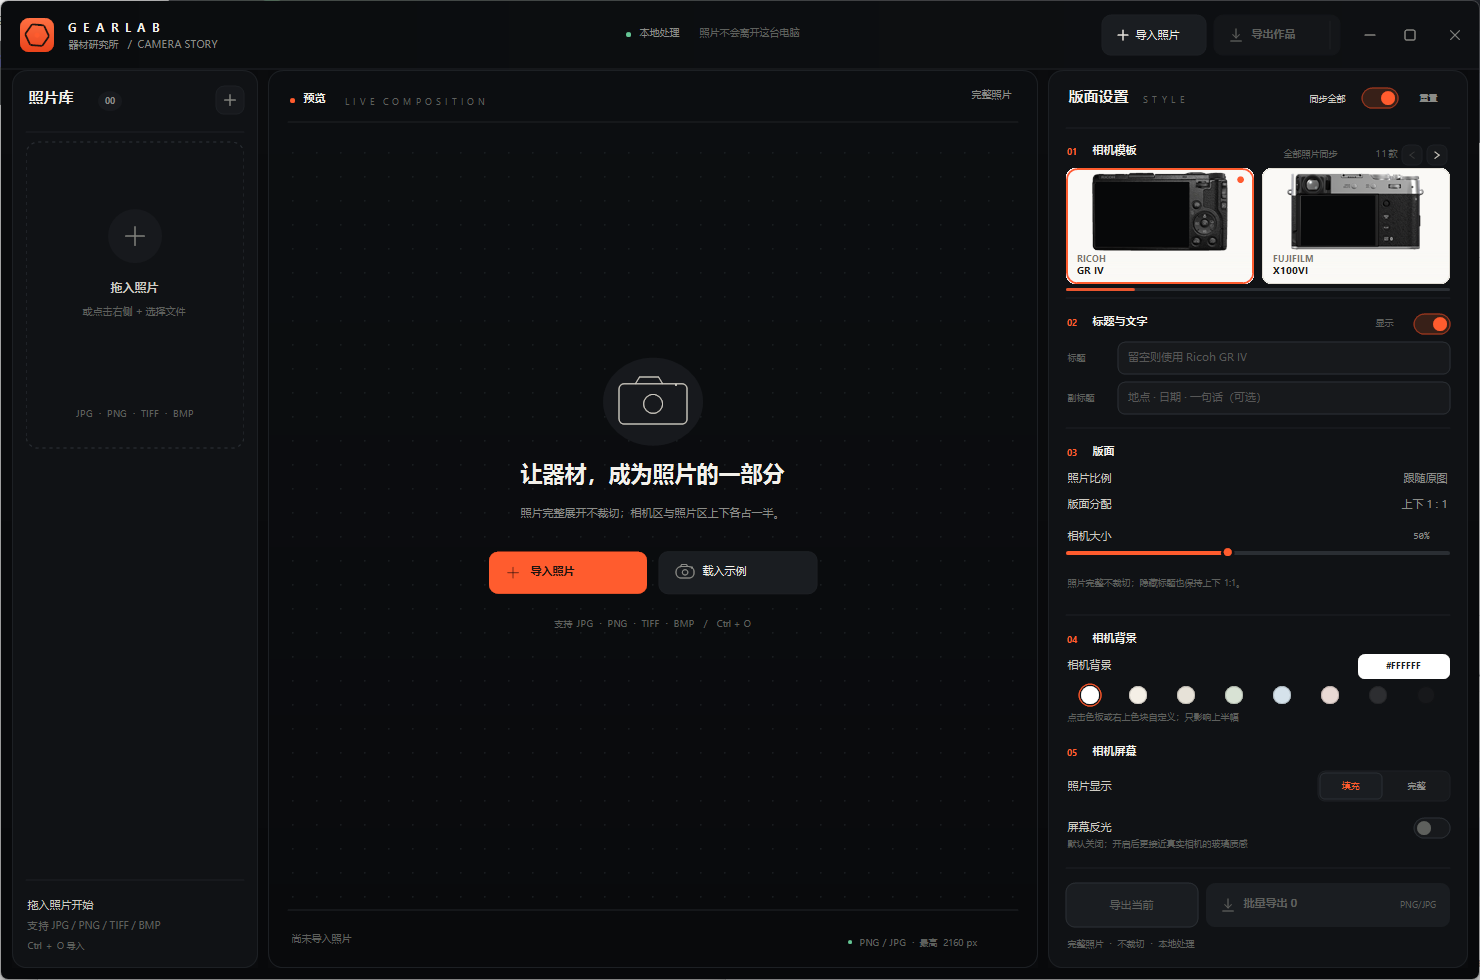 GEARLAB
器材研究所 / CAMERA STORY
本地处理 照片不会离开这台电脑
导入照片
导出作品
照片库 00
拖入照片
或点击右侧 + 选择文件
JPG · PNG · TIFF · BMP
拖入照片开始
支持 JPG / PNG / TIFF / BMP
Ctrl + O 导入
预览 LIVE COMPOSITION
完整照片
让器材，成为照片的一部分
照片完整展开不裁切；相机区与照片区上下各占一半。
导入照片
载入示例
支持 JPG · PNG · TIFF · BMP / Ctrl + O
尚未导入照片
PNG / JPG · 最高 2160 px
版面设置 STYLE
同步全部
重置
01 相机模板
全部照片同步 11 款
RICOH
GR IV
FUJIFILM
X100VI
02 标题与文字
显示
标题 留空则使用 Ricoh GR IV
副标题 地点 · 日期 · 一句话（可选）
03 版面
照片比例 跟随原图
版面分配 上下 1 : 1
相机大小 50%
照片完整不裁切；隐藏标题也保持上下 1:1。
04 相机背景
相机背景 #FFFFFF
点击色板或右上色块自定义；只影响上半幅
05 相机屏幕
照片显示 填充 完整
屏幕反光
默认关闭；开启后更接近真实相机的玻璃质感
导出当前
批量导出 0 PNG/JPG
完整照片 · 不裁切 · 本地处理